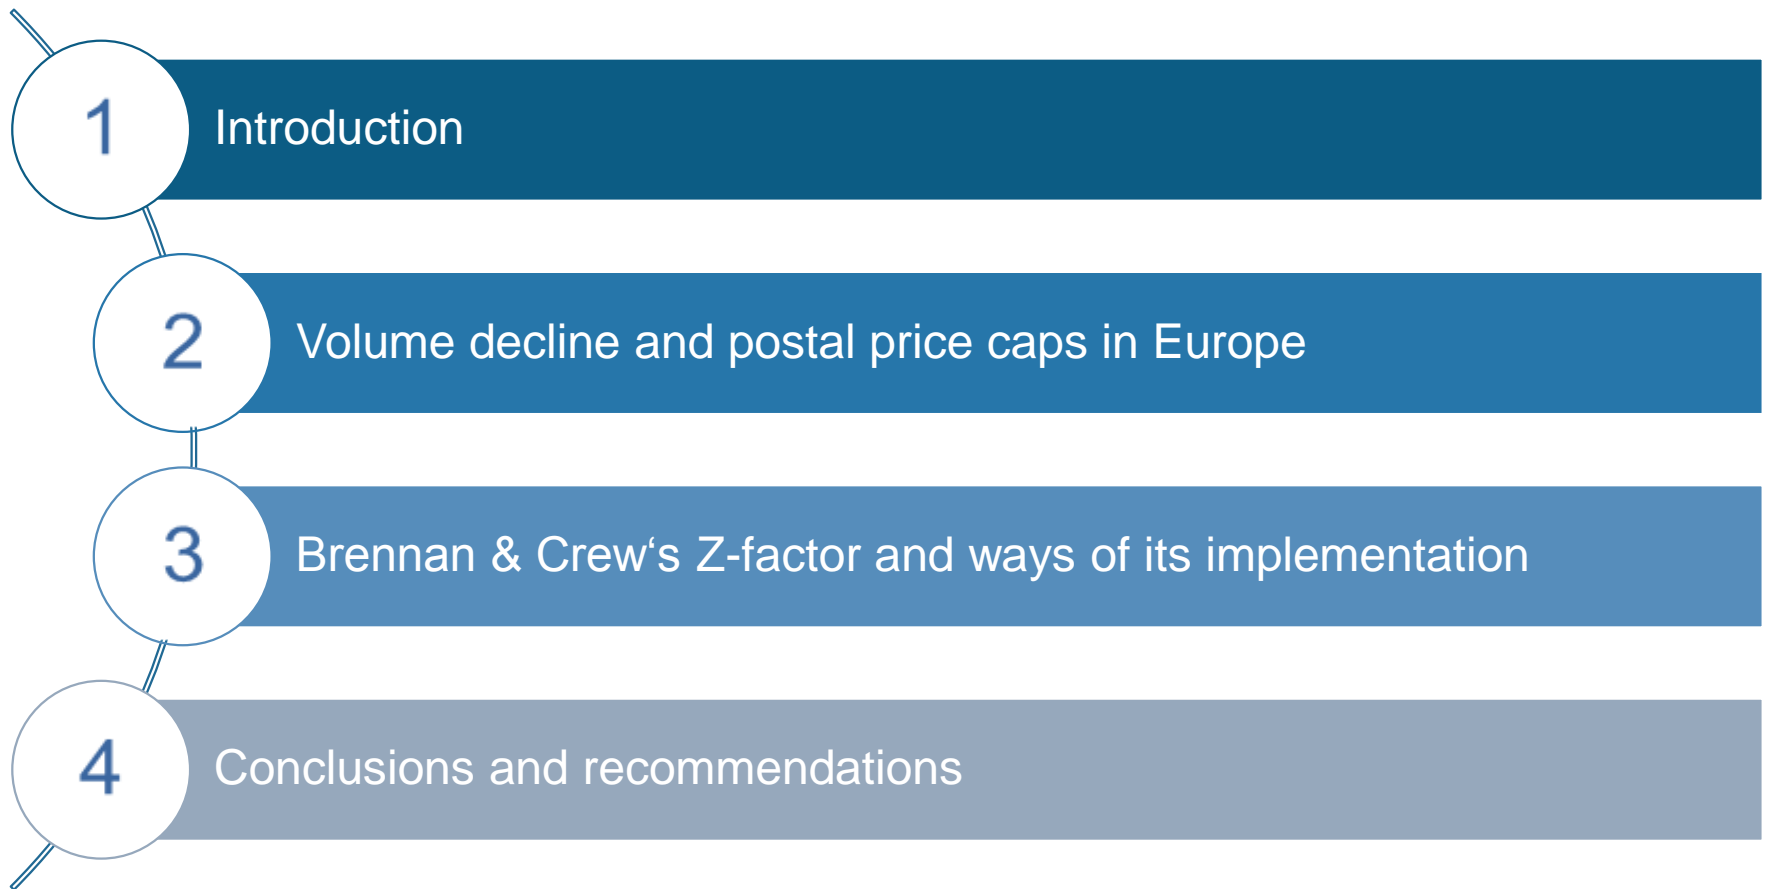 1
Introduction
2
Volume decline and postal price caps in Europe
3
Brennan & Crew‘s Z-factor and ways of its implementation
4
Conclusions and recommendations